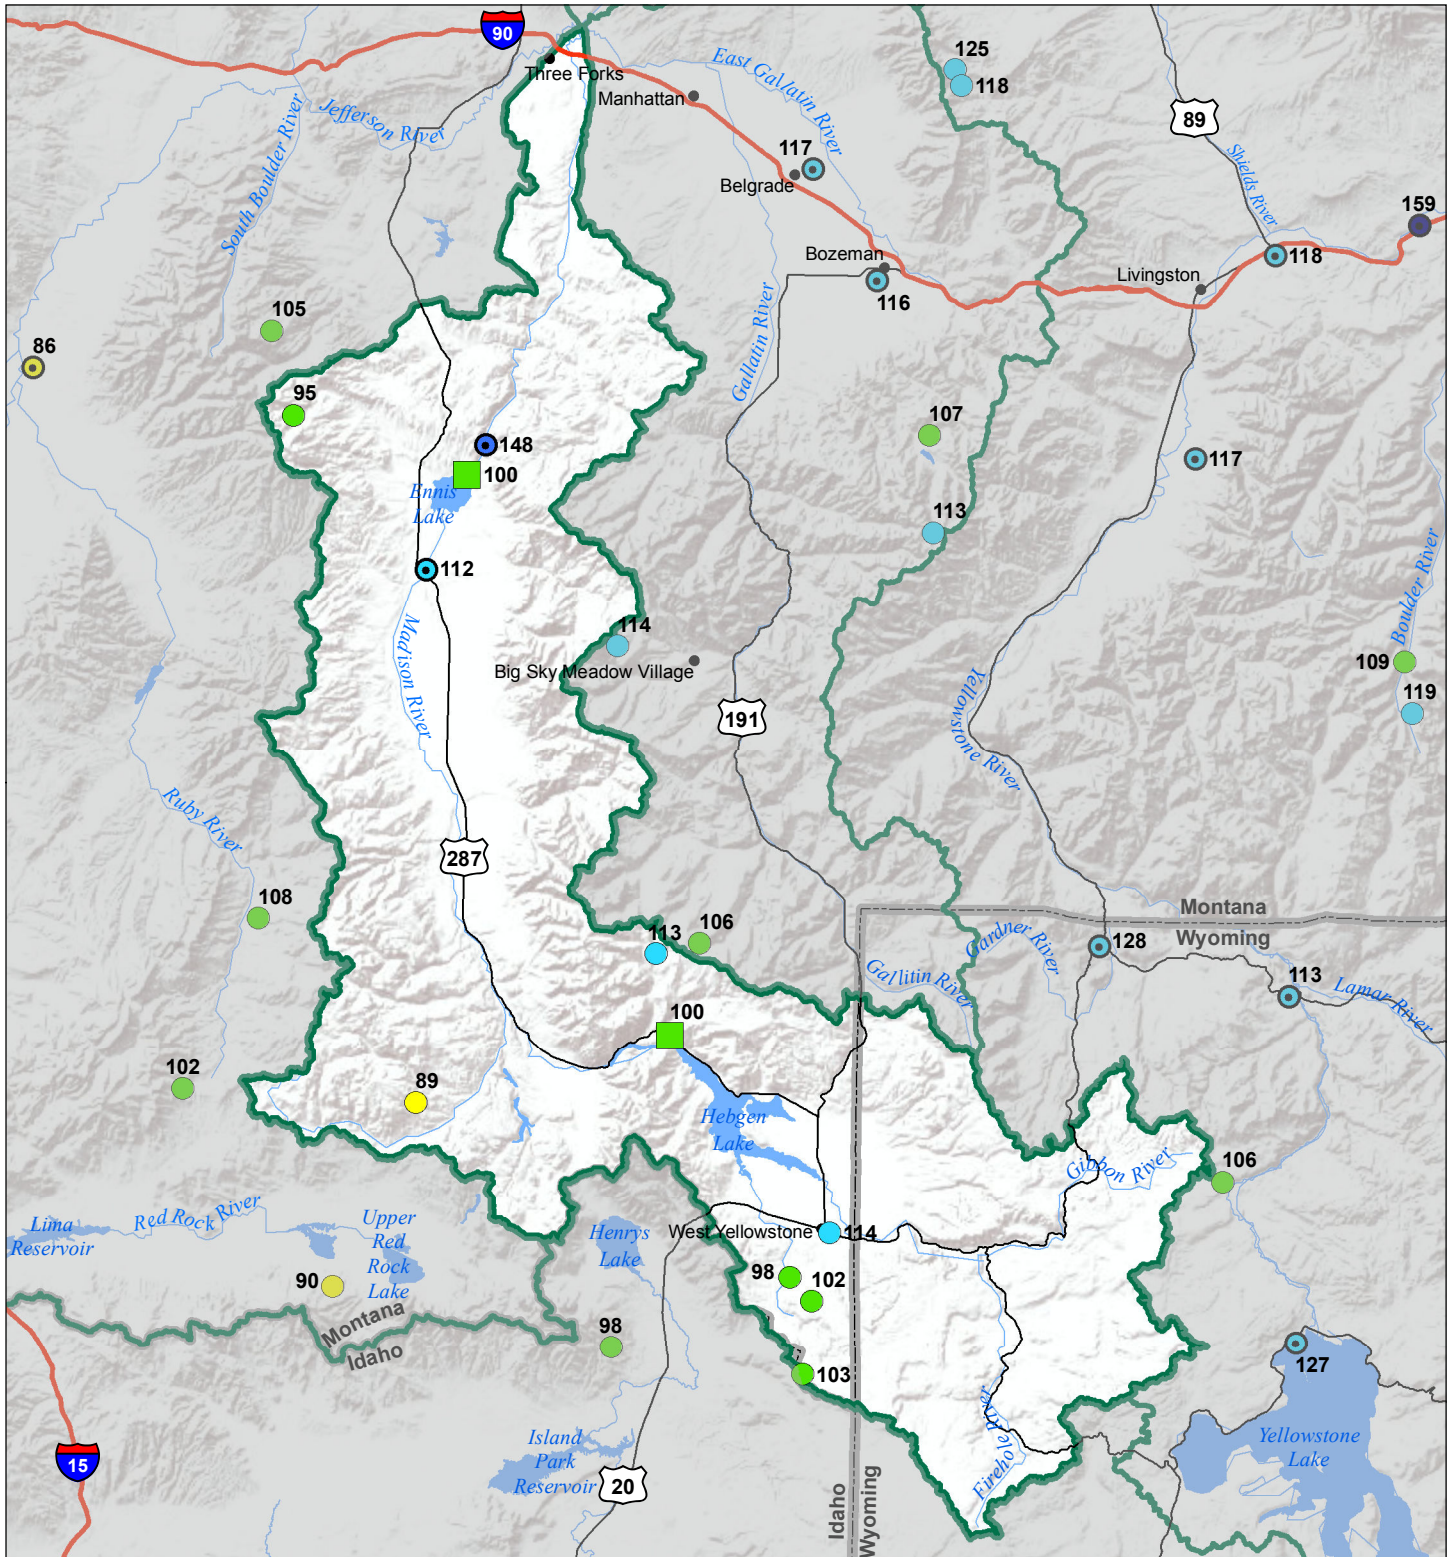 90
Three Forks
Manhattan
East Gallatin River
125
118
89
Jefferson River
South Boulder River
117
Belgrade
Shields River
159
Bozeman
116
118
Livingston
105
86
95
Gallatin River
107
148
100
117
Ennis
Lake
113
112
Boulder River
114
Big Sky Meadow Village
109
119
Madison River
191
Yellowstone River
Ruby River
287
108
113
106
Montana
Wyoming
Gardner River
128
Gallitin River
113
Lamar River
100
102
89
Hebgen
Lake
Gibbon River
106
Lima
Reservoir
Red Rock River
Upper
Red
Rock
Lake
Henrys
Lake
West Yellowstone
114
98
102
90
Montana
Idaho
98
103
127
Firehole River
Yellowstone
Lake
15
Island
Park
Reservoir
20
Idaho
Wyoming